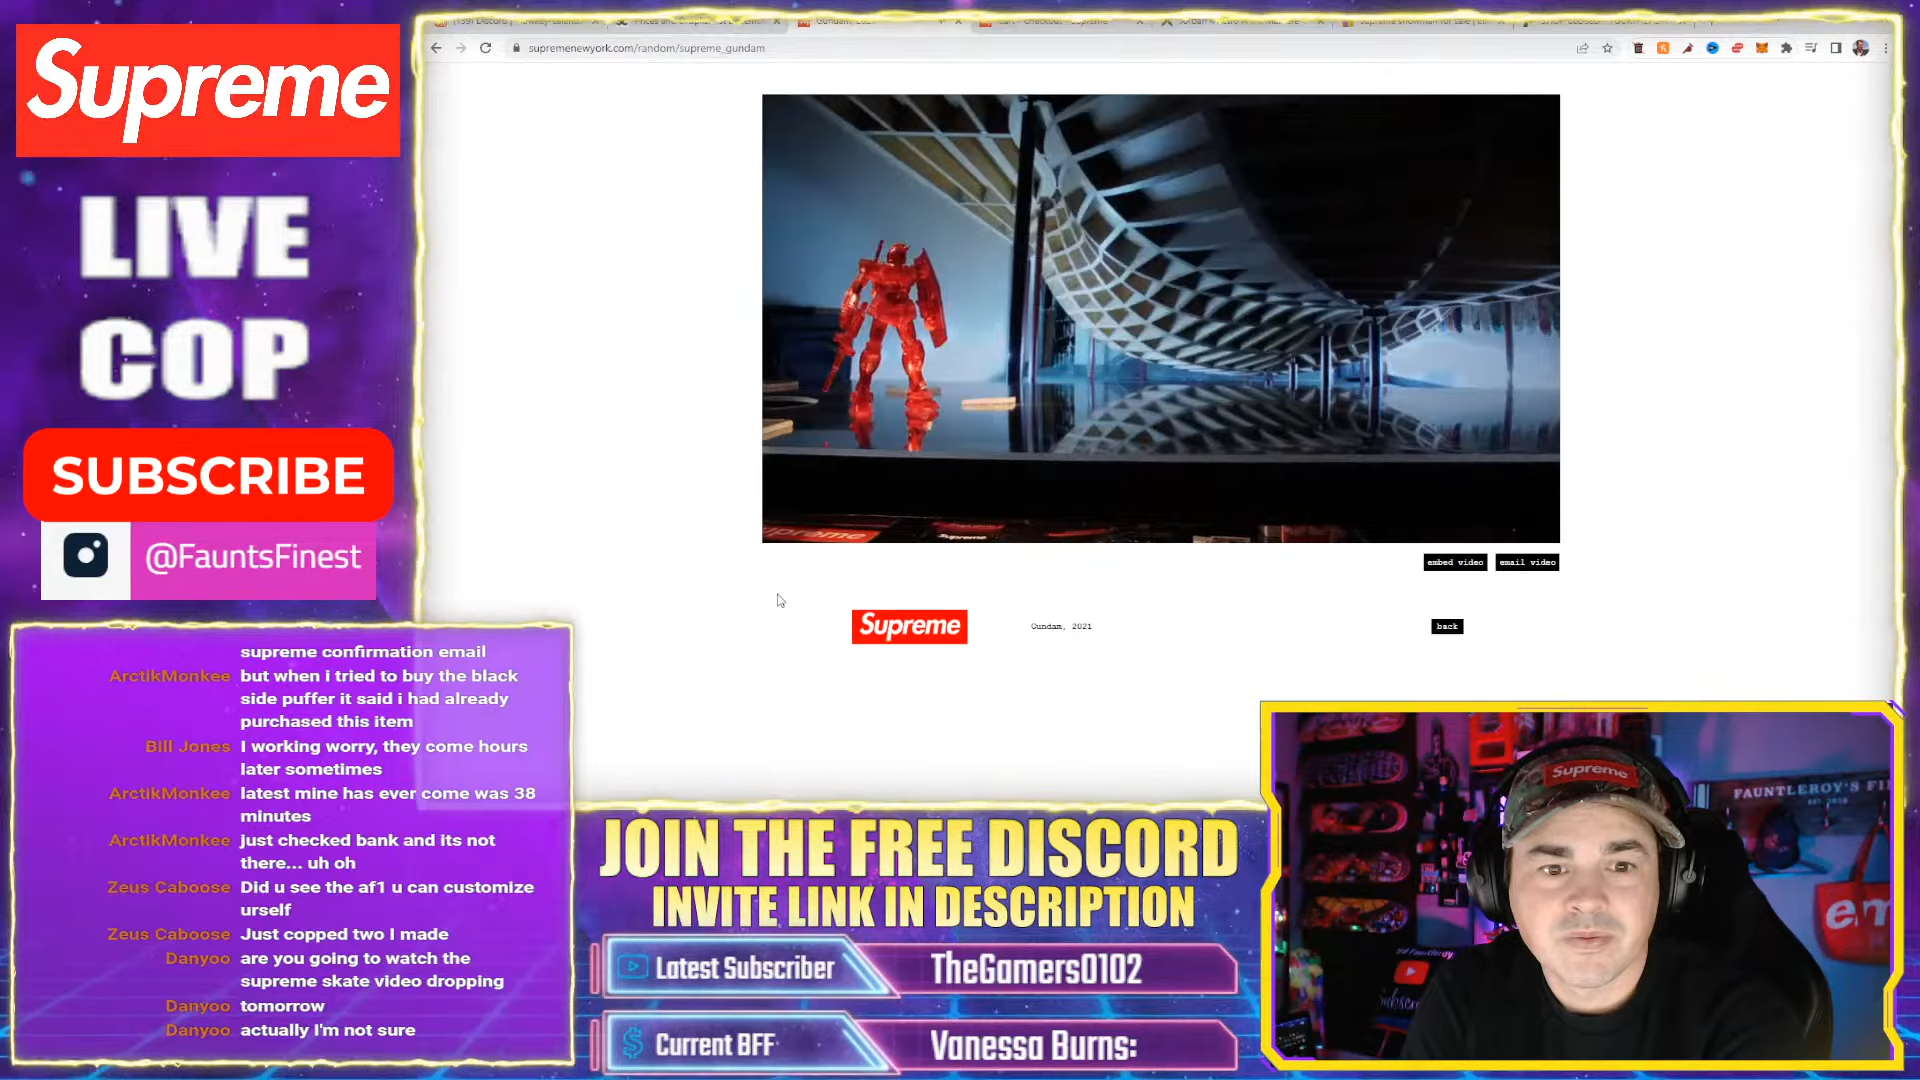 Supreme
LIVE
COP
SUBSCRIBE
@FauntsFinest
supremenewyork.com/random/supreme_gundam
Supreme
embed video
email video
Supreme
Gundam, 2021
back
supreme confirmation email
ArctikMonkee but when i tried to buy the black
side puffer it said i had already
purchased this item
Bill Jones I working worry, they come hours
later sometimes
ArctikMonkee latest mine has ever come was 38
minutes
ArctikMonkee just checked bank and its not
there... uh oh
Zeus Caboose Did u see the af1 u can customize
urself
Zeus Caboose Just copped two I made
Danyoo are you going to watch the
supreme skate video dropping
Danyoo tomorrow
Danyoo actually I'm not sure
JOIN THE FREE DISCORD
INVITE LINK IN DESCRIPTION
Latest Subscriber
TheGamers0102
Current BFF
Vanessa Burns:
Supreme
FAUNTLEROY'S